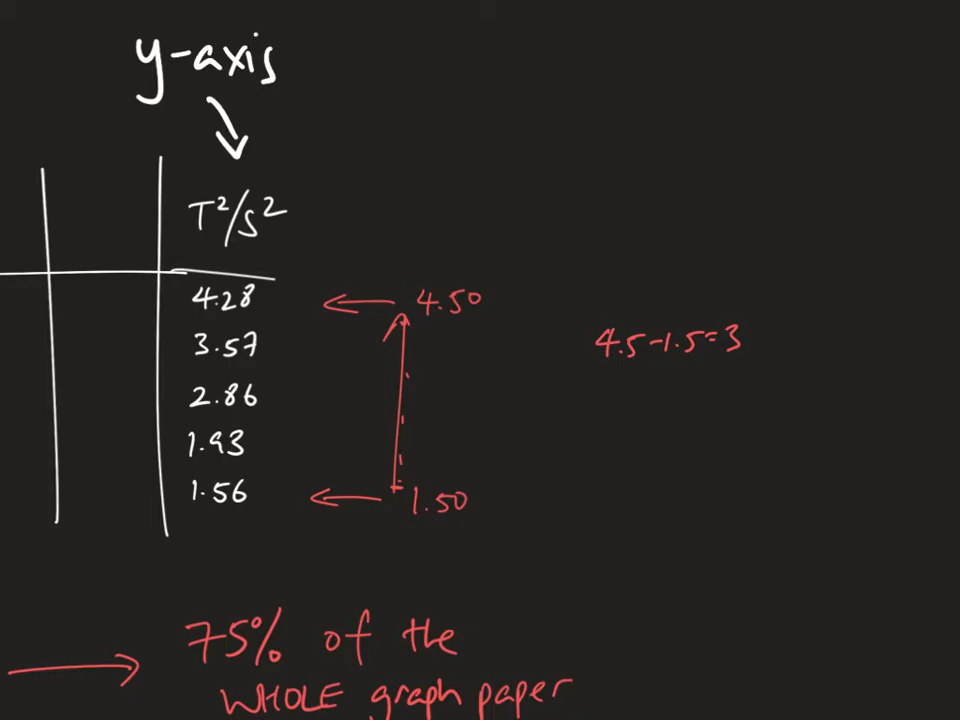 y-axis
T²/S²
4.28
4.50
3.57
4.5-1.5=3
2.86
1.93
1.56
1.50
75% of the
WHOLE graph paper